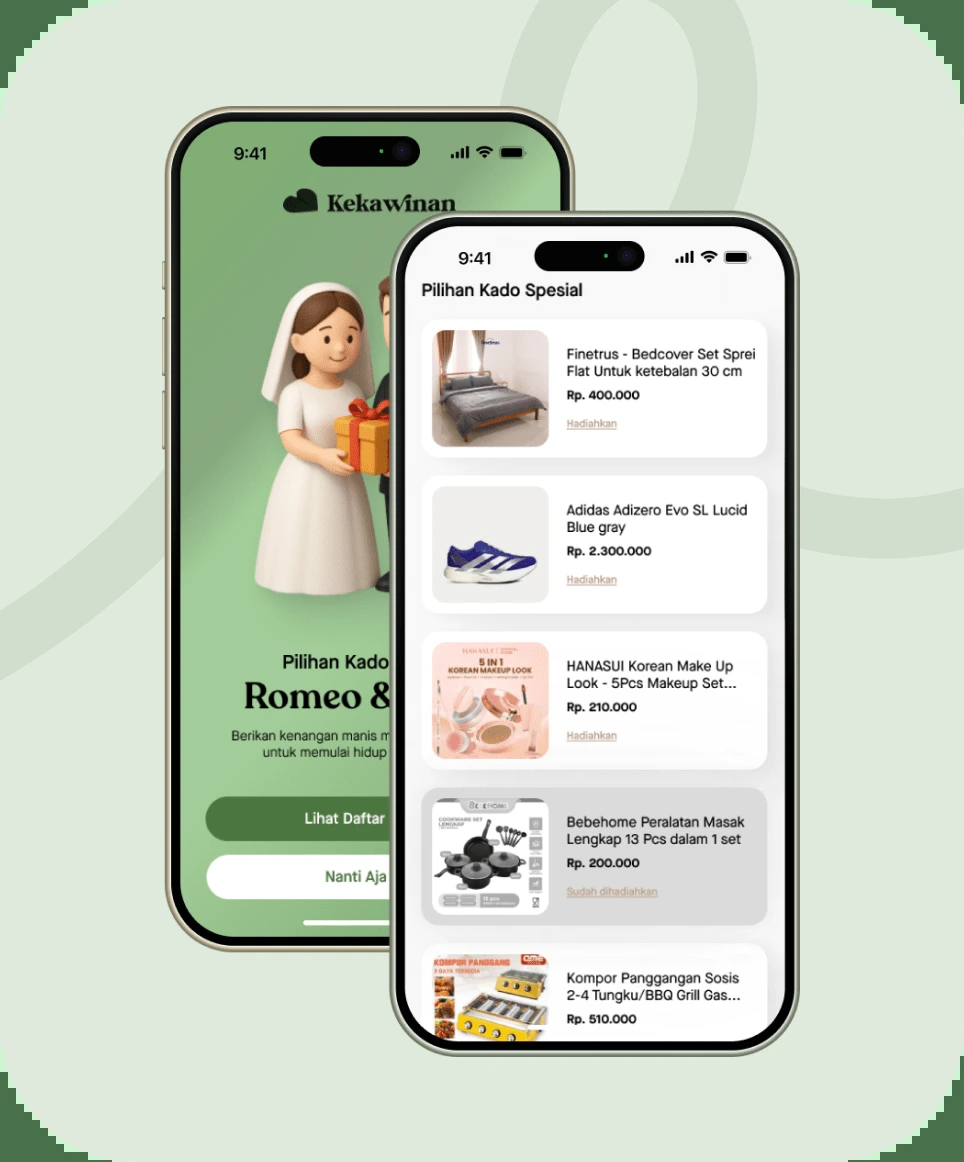 9:41
Kekawinan
Pilihan Kado
Romeo &
Berikan kenangan manis m
untuk memulai hidup
Lihat Daftar
Nanti Aja
9:41
Pilihan Kado Spesial
Finetrus - Bedcover Set Sprei
Flat Untuk ketebalan 30 cm
Rp. 400.000
Hadiahkan
Adidas Adizero Evo SL Lucid
Blue gray
Rp. 2.300.000
Hadiahkan
HANASUI
5 IN 1
KOREAN MAKEUP LOOK
HANASUI Korean Make Up
Look - 5Pcs Makeup Set...
Rp. 210.000
Hadiahkan
COOKWARE SET
LENGKAP
Bebehome Peralatan Masak
Lengkap 13 Pcs dalam 1 set
Rp. 200.000
Sudah dihadiahkan
KOMPOR PANGGANG
Kompor Panggangan Sosis
2-4 Tungku/BBQ Grill Gas...
Rp. 510.000